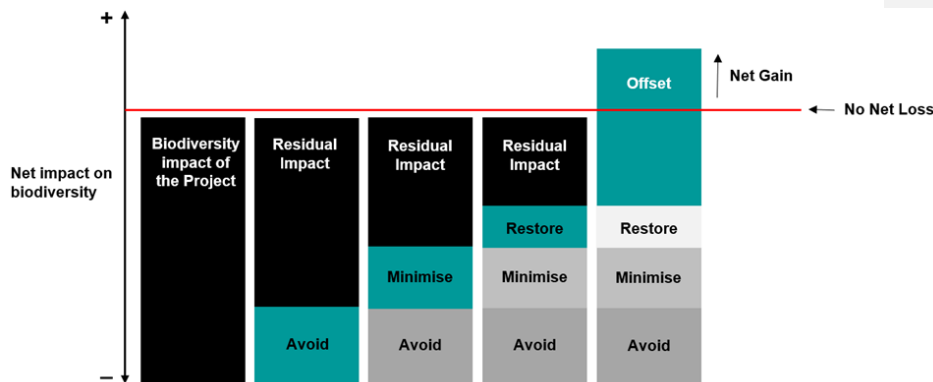 +
Net impact on
biodiversity
–
Biodiversity
impact of
the Project
Residual
Impact
Avoid
Residual
Impact
Minimise
Avoid
Residual
Impact
Restore
Minimise
Avoid
Offset
Restore
Minimise
Avoid
Net Gain
No Net Loss